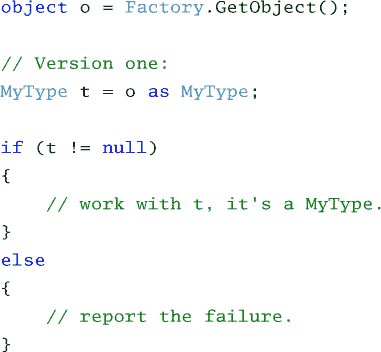 object o = Factory.GetObject();
// Version one:
MyType t = o as MyType;
if (t != null)
{
// work with t, it's a MyType.
}
else
{
// report the failure.
}